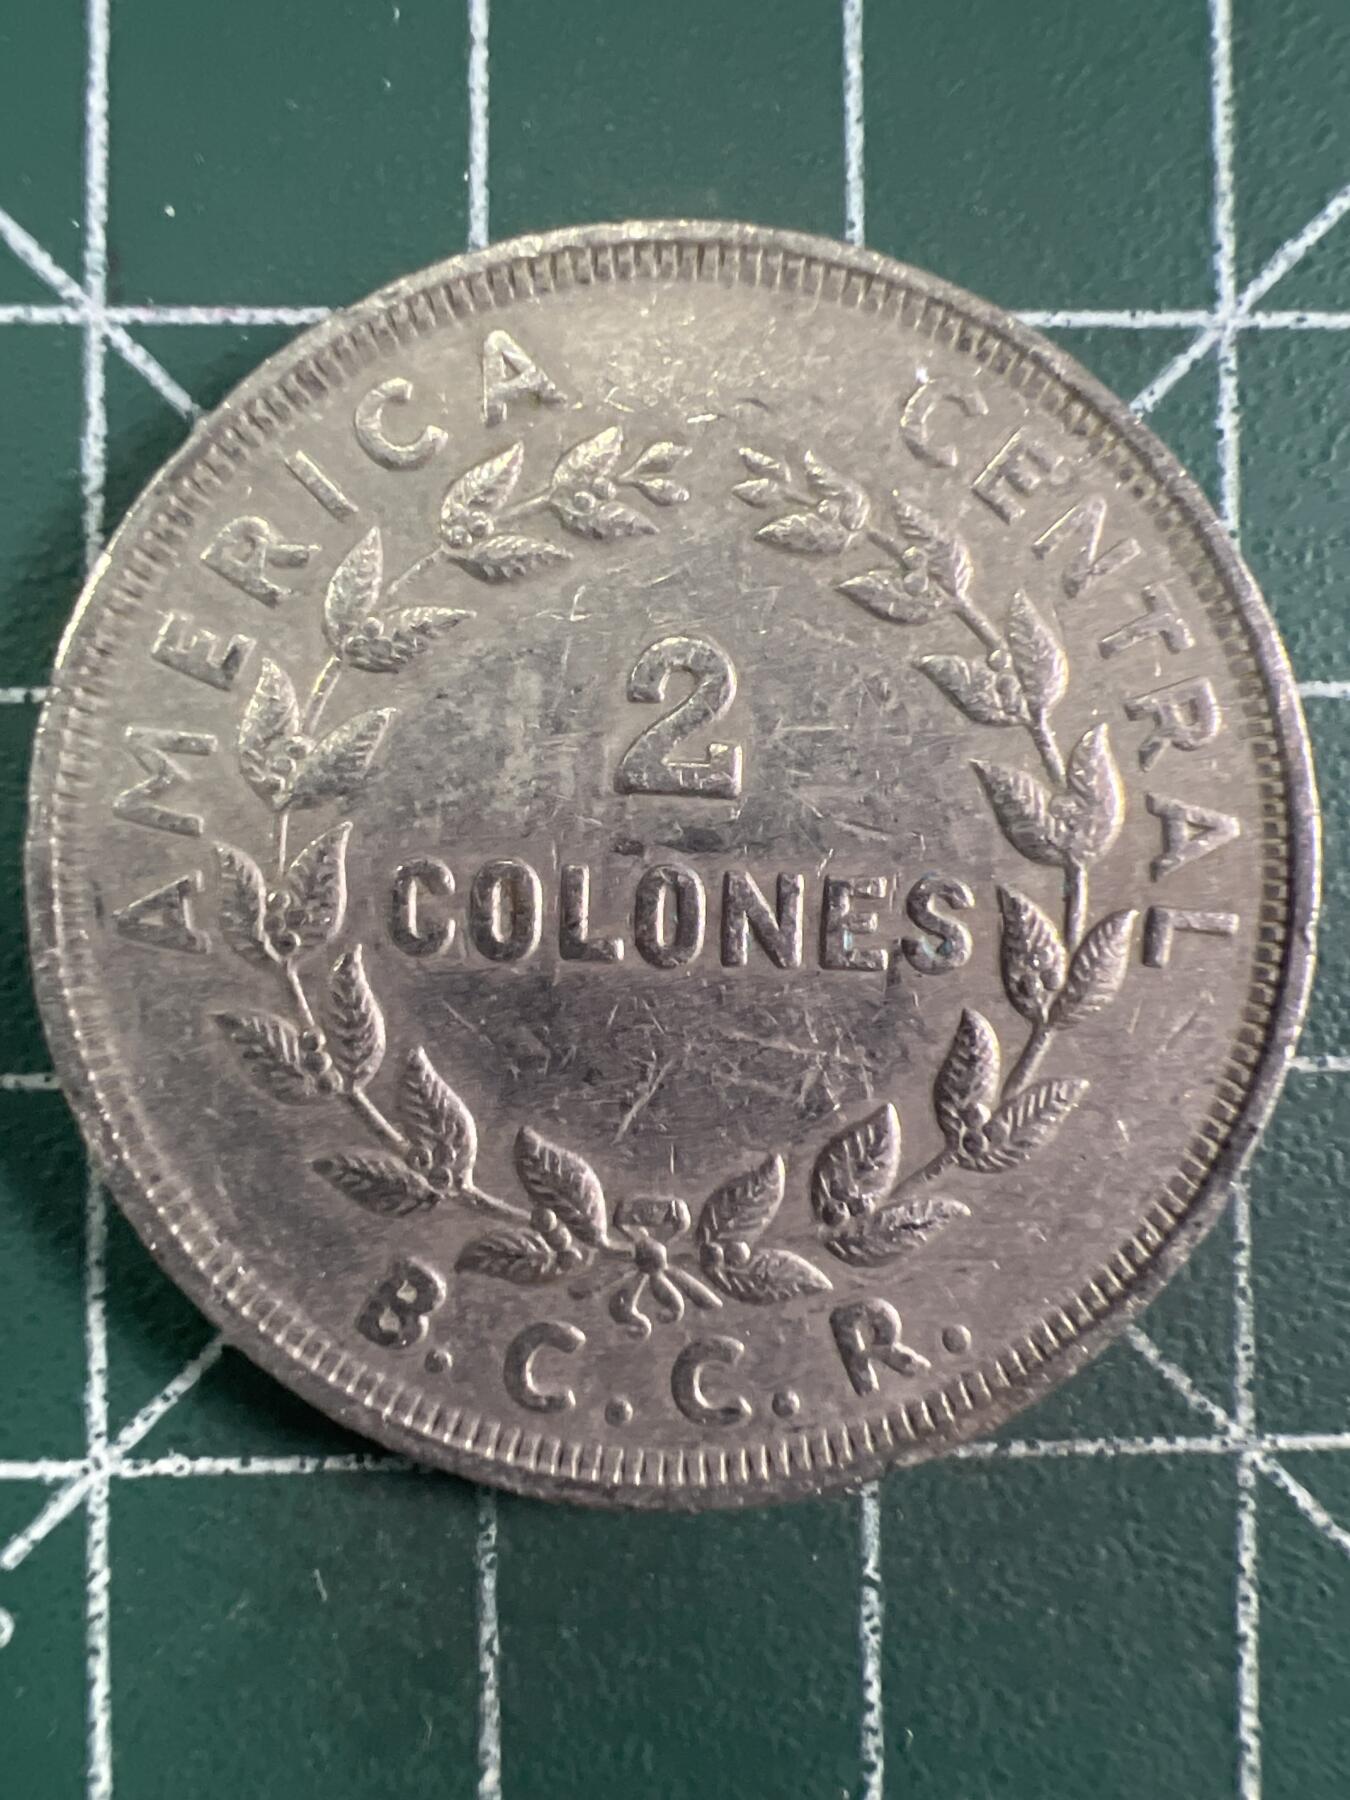 AMERICA CENTRAL
2
COLONES
B.C.C.R.